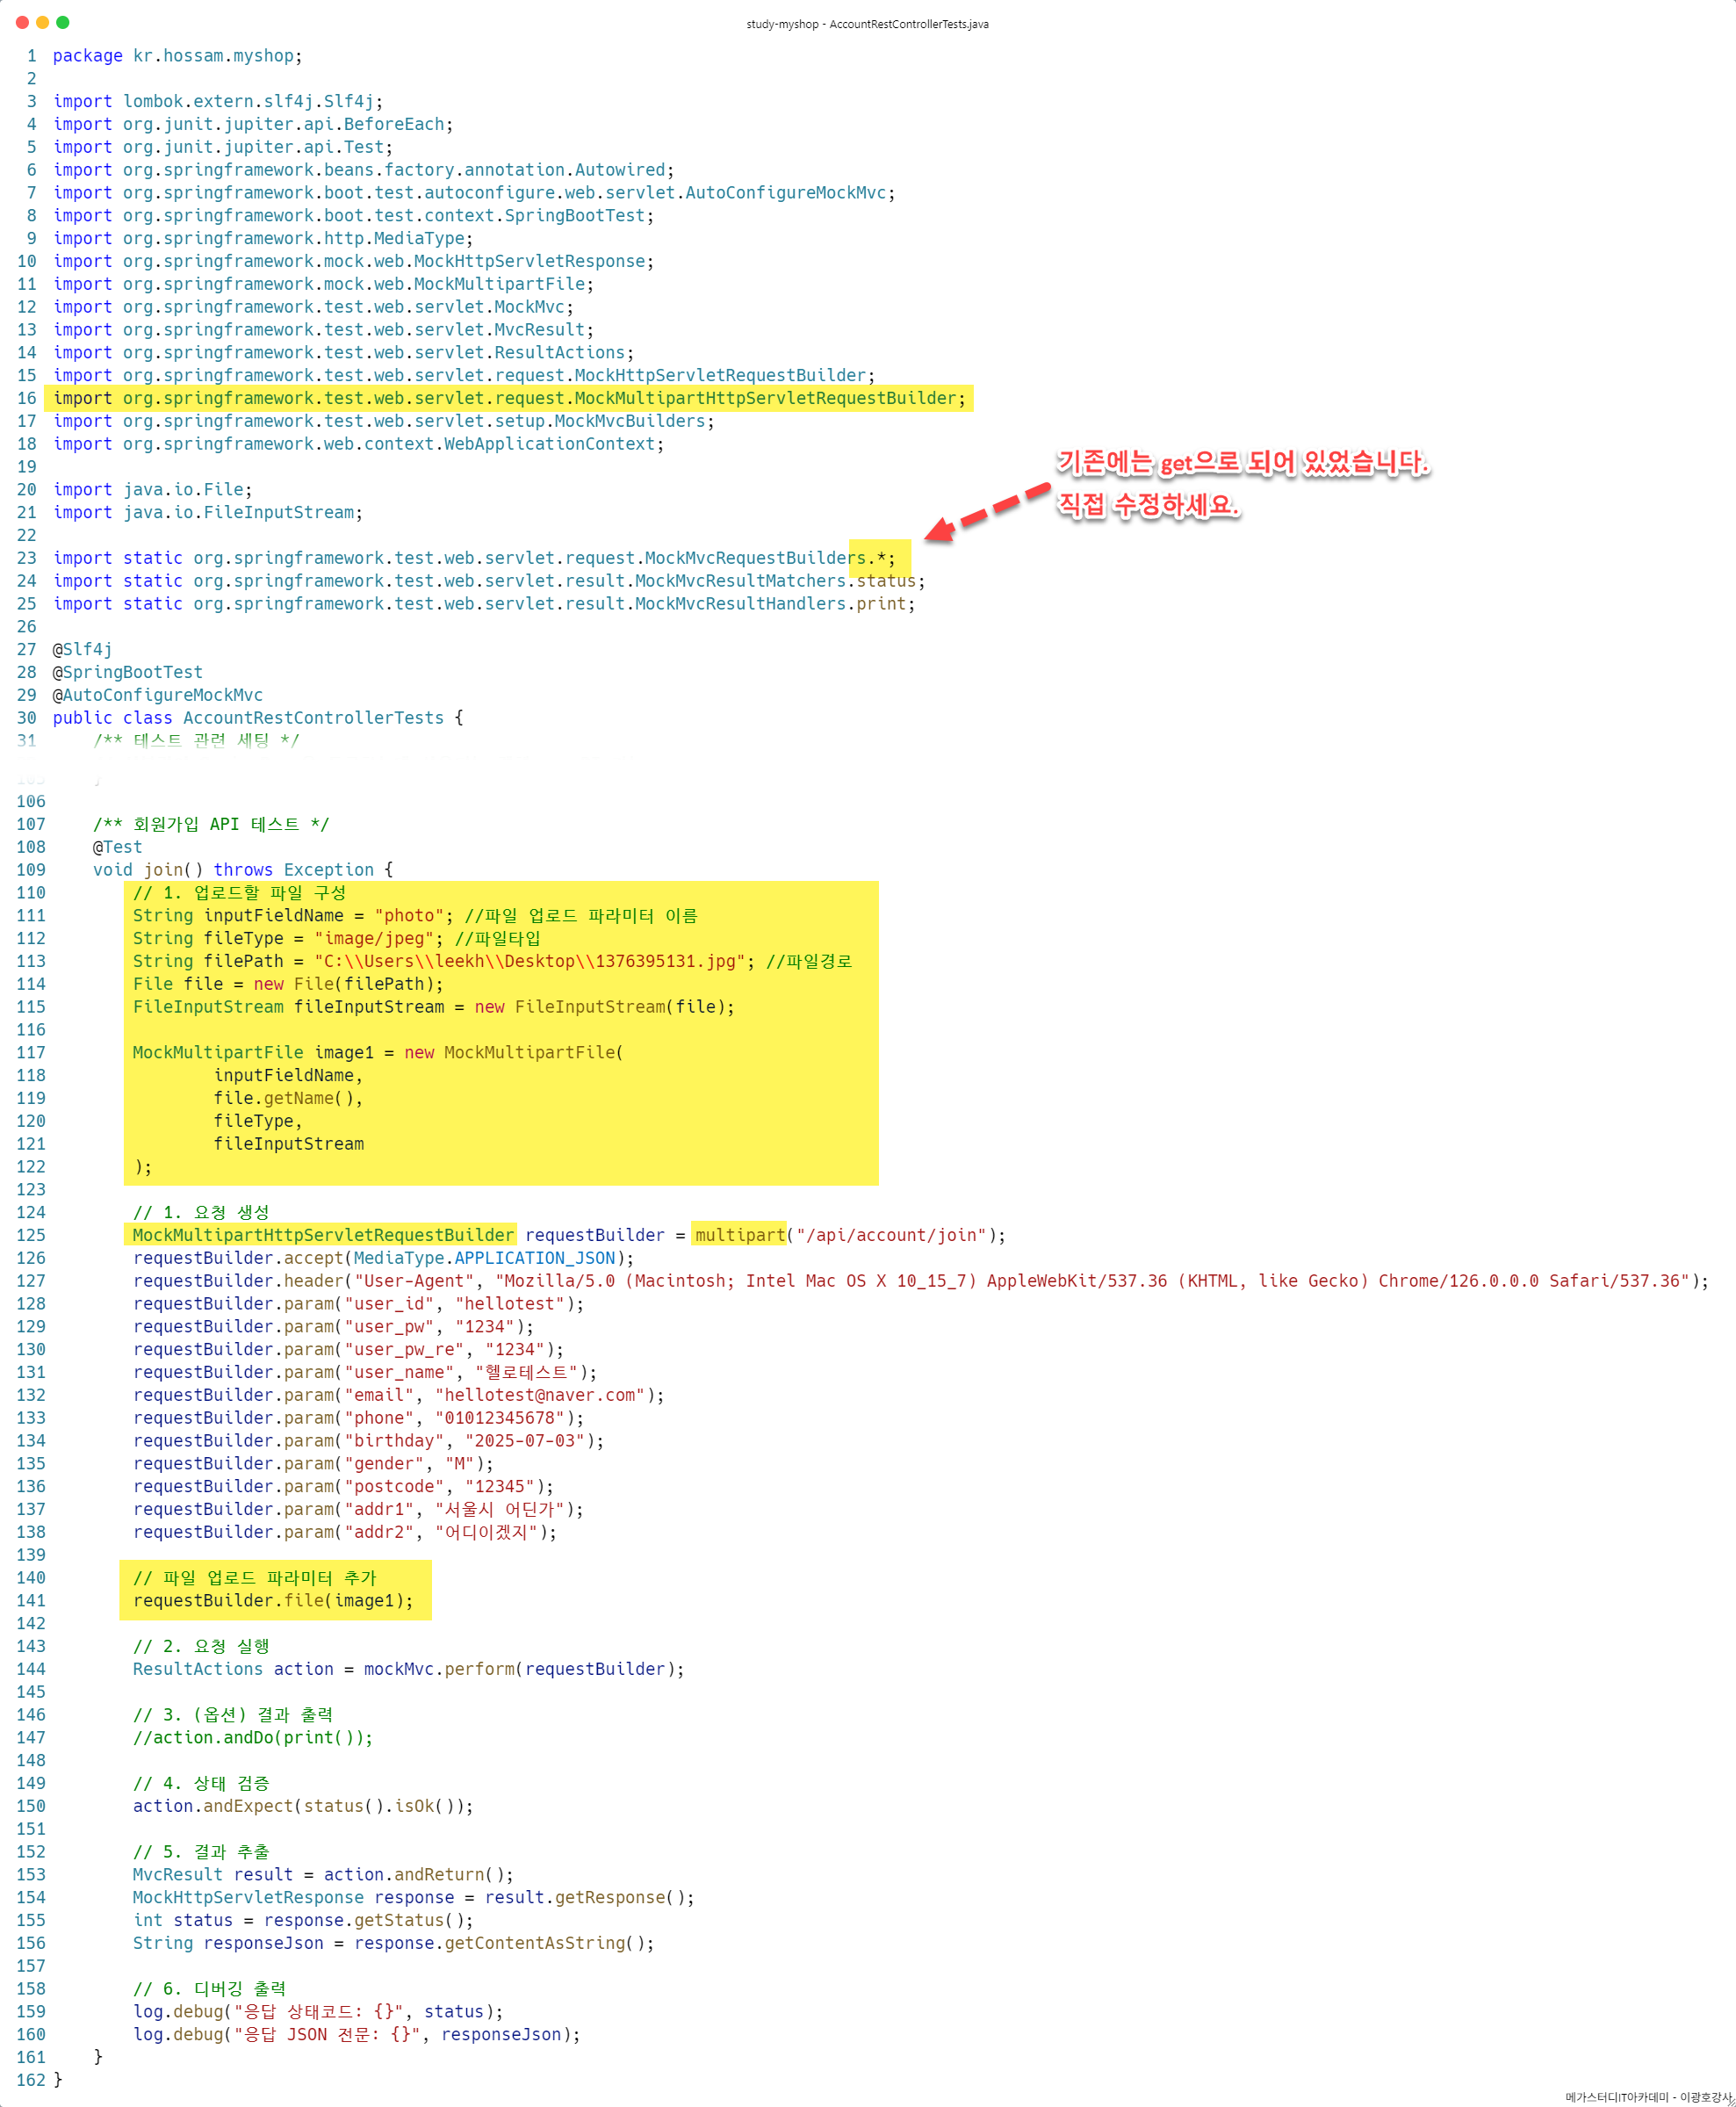 study-myshop - AccountRestControllerTests.java
1 package kr.hossam.myshop;
2
3 import lombok.extern.slf4j.Slf4j;
4 import org.junit.jupiter.api.BeforeEach;
5 import org.junit.jupiter.api.Test;
6 import org.springframework.beans.factory.annotation.Autowired;
7 import org.springframework.boot.test.autoconfigure.web.servlet.AutoConfigureMockMvc;
8 import org.springframework.boot.test.context.SpringBootTest;
9 import org.springframework.http.MediaType;
10 import org.springframework.mock.web.MockHttpServletResponse;
11 import org.springframework.mock.web.MockMultipartFile;
12 import org.springframework.test.web.servlet.MockMvc;
13 import org.springframework.test.web.servlet.MvcResult;
14 import org.springframework.test.web.servlet.ResultActions;
15 import org.springframework.test.web.servlet.request.MockHttpServletRequestBuilder;
16 import org.springframework.test.web.servlet.request.MockMultipartHttpServletRequestBuilder;
17 import org.springframework.test.web.servlet.setup.MockMvcBuilders;
18 import org.springframework.web.context.WebApplicationContext;
기존에는 get으로 되어 있었습니다.
직접 수정하세요.
19
20 import java.io.File;
21 import java.io.FileInputStream;
22
23 import static org.springframework.test.web.servlet.request.MockMvcRequestBuilders.*;
24 import static org.springframework.test.web.servlet.result.MockMvcResultMatchers.status;
25 import static org.springframework.test.web.servlet.result.MockMvcResultHandlers.print;
26
27 @Slf4j
28 @SpringBootTest
29 @AutoConfigureMockMvc
30 public class AccountRestControllerTests {
31     /** 테스트 관련 세팅 */
105     }
106
107     /** 회원가입 API 테스트 */
108     @Test
109     void join() throws Exception {
110         // 1. 업로드할 파일 구성
111         String inputFieldName = "photo"; //파일 업로드 파라미터 이름
112         String fileType = "image/jpeg"; //파일타입
113         String filePath = "C:\\Users\\leekh\\Desktop\\1376395131.jpg"; //파일경로
114         File file = new File(filePath);
115         FileInputStream fileInputStream = new FileInputStream(file);
116
117         MockMultipartFile image1 = new MockMultipartFile(
118                 inputFieldName,
119                 file.getName(),
120                 fileType,
121                 fileInputStream
122         );
123
124         // 1. 요청 생성
125         MockMultipartHttpServletRequestBuilder requestBuilder = multipart("/api/account/join");
126         requestBuilder.accept(MediaType.APPLICATION_JSON);
127         requestBuilder.header("User-Agent", "Mozilla/5.0 (Macintosh; Intel Mac OS X 10_15_7) AppleWebKit/537.36 (KHTML, like Gecko) Chrome/126.0.0.0 Safari/537.36");
128         requestBuilder.param("user_id", "hellotest");
129         requestBuilder.param("user_pw", "1234");
130         requestBuilder.param("user_pw_re", "1234");
131         requestBuilder.param("user_name", "헬로테스트");
132         requestBuilder.param("email", "hellotest@naver.com");
133         requestBuilder.param("phone", "01012345678");
134         requestBuilder.param("birthday", "2025-07-03");
135         requestBuilder.param("gender", "M");
136         requestBuilder.param("postcode", "12345");
137         requestBuilder.param("addr1", "서울시 어딘가");
138         requestBuilder.param("addr2", "어디이겠지");
139
140         // 파일 업로드 파라미터 추가
141         requestBuilder.file(image1);
142
143         // 2. 요청 실행
144         ResultActions action = mockMvc.perform(requestBuilder);
145
146         // 3. (옵션) 결과 출력
147         //action.andDo(print());
148
149         // 4. 상태 검증
150         action.andExpect(status().isOk());
151
152         // 5. 결과 추출
153         MvcResult result = action.andReturn();
154         MockHttpServletResponse response = result.getResponse();
155         int status = response.getStatus();
156         String responseJson = response.getContentAsString();
157
158         // 6. 디버깅 출력
159         log.debug("응답 상태코드: {}", status);
160         log.debug("응답 JSON 전문: {}", responseJson);
161     }
162 }
메가스터디IT아카데미 - 이광호강사